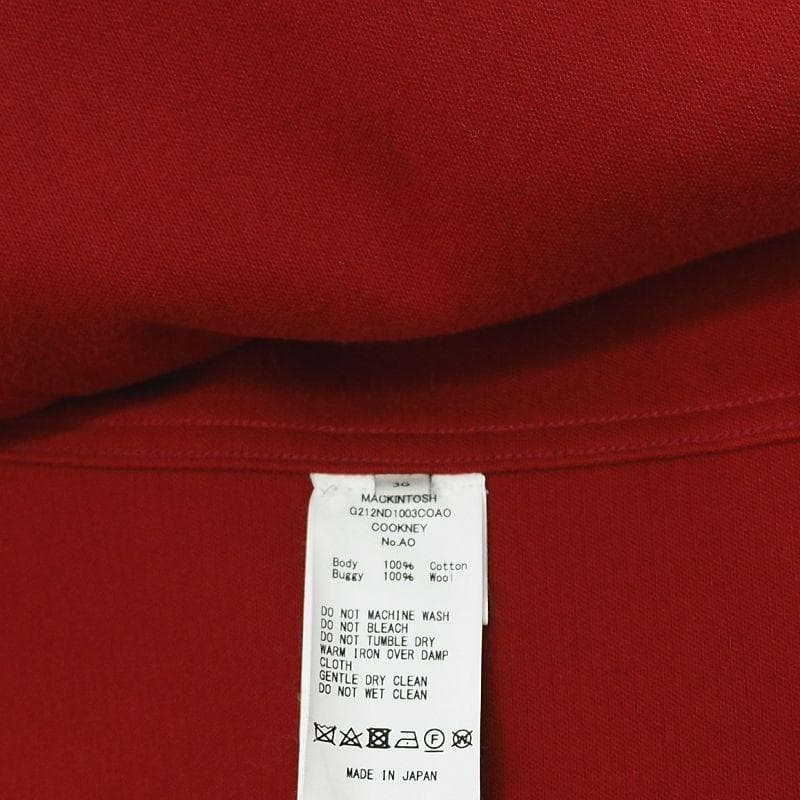 36
MACKINTOSH
G212ND1003COAO
COOKNEY
No.AO
Body 100% Cotton
Buggy 100% Wool
DO NOT MACHINE WASH
DO NOT BLEACH
DO NOT TUMBLE DRY
WARM IRON OVER DAMP
CLOTH
GENTLE DRY CLEAN
DO NOT WET CLEAN
F W
MADE IN JAPAN